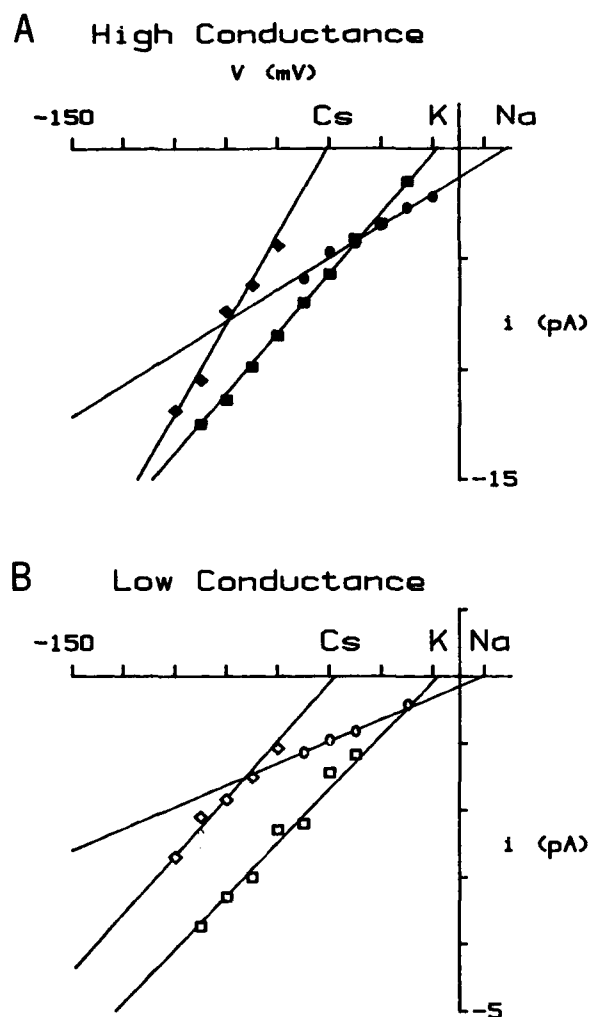 A High Conductance
V (mV)
-150 Cs K Na
i (pA)
-15
B Low Conductance
-150 Cs K Na
i (pA)
-5